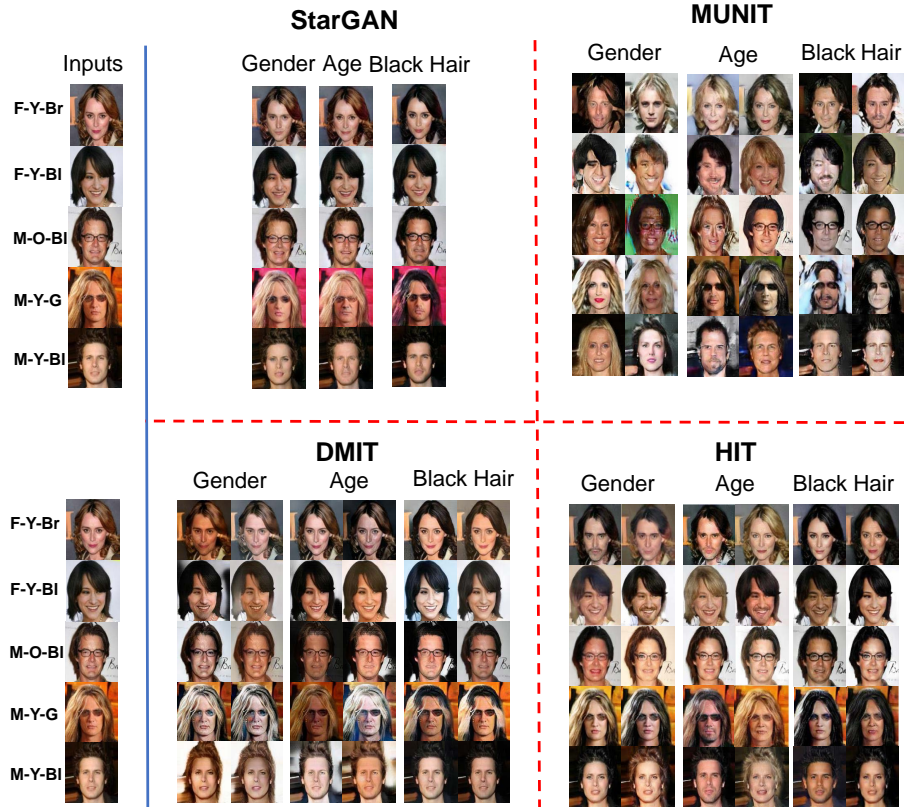 StarGAN
MUNIT
Inputs
Gender Age Black Hair
Gender Age Black Hair
F-Y-Br
F-Y-Bl
M-O-Bl
M-Y-G
M-Y-Bl
DMIT
HIT
Gender Age Black Hair
Gender Age Black Hair
F-Y-Br
F-Y-Bl
M-O-Bl
M-Y-G
M-Y-Bl